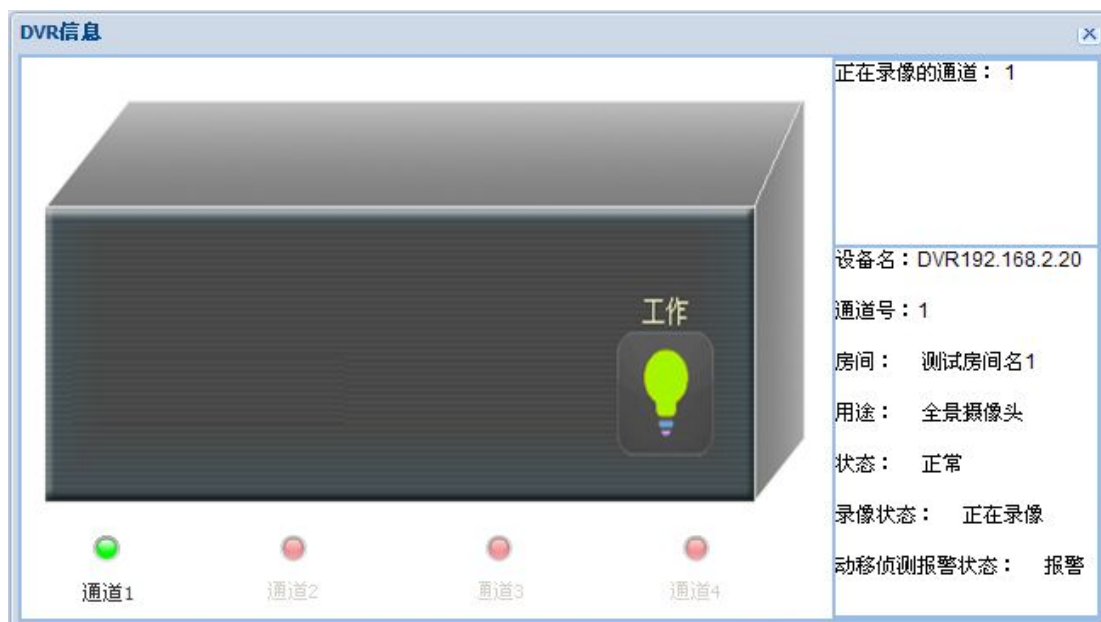 DVR信息
正在录像的通道：1
工作
设备名：DVR192.168.2.20
通道号：1
房间： 测试房间名1
用途： 全景摄像头
状态： 正常
录像状态： 正在录像
动移侦测报警状态： 报警
通道1
通道2
通道3
通道4